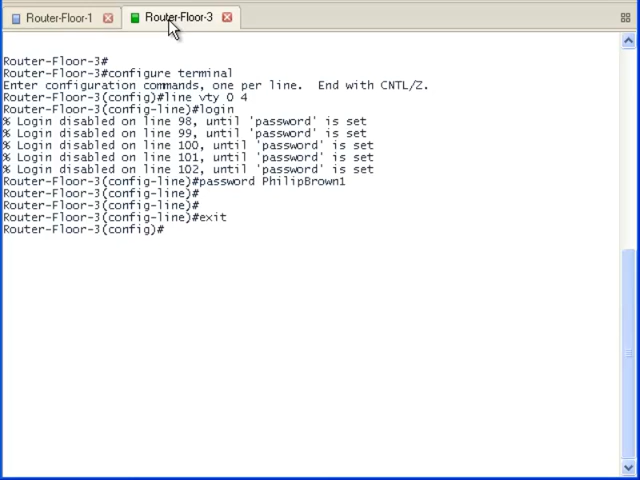 Router-Floor-1 Router-Floor-3
Router-Floor-3#
Router-Floor-3#configure terminal
Enter configuration commands, one per line.  End with CNTL/Z.
Router-Floor-3(config)#line vty 0 4
Router-Floor-3(config-line)#login
% Login disabled on line 98, until 'password' is set
% Login disabled on line 99, until 'password' is set
% Login disabled on line 100, until 'password' is set
% Login disabled on line 101, until 'password' is set
% Login disabled on line 102, until 'password' is set
Router-Floor-3(config-line)#password PhilipBrown1
Router-Floor-3(config-line)#
Router-Floor-3(config-line)#
Router-Floor-3(config-line)#exit
Router-Floor-3(config)#